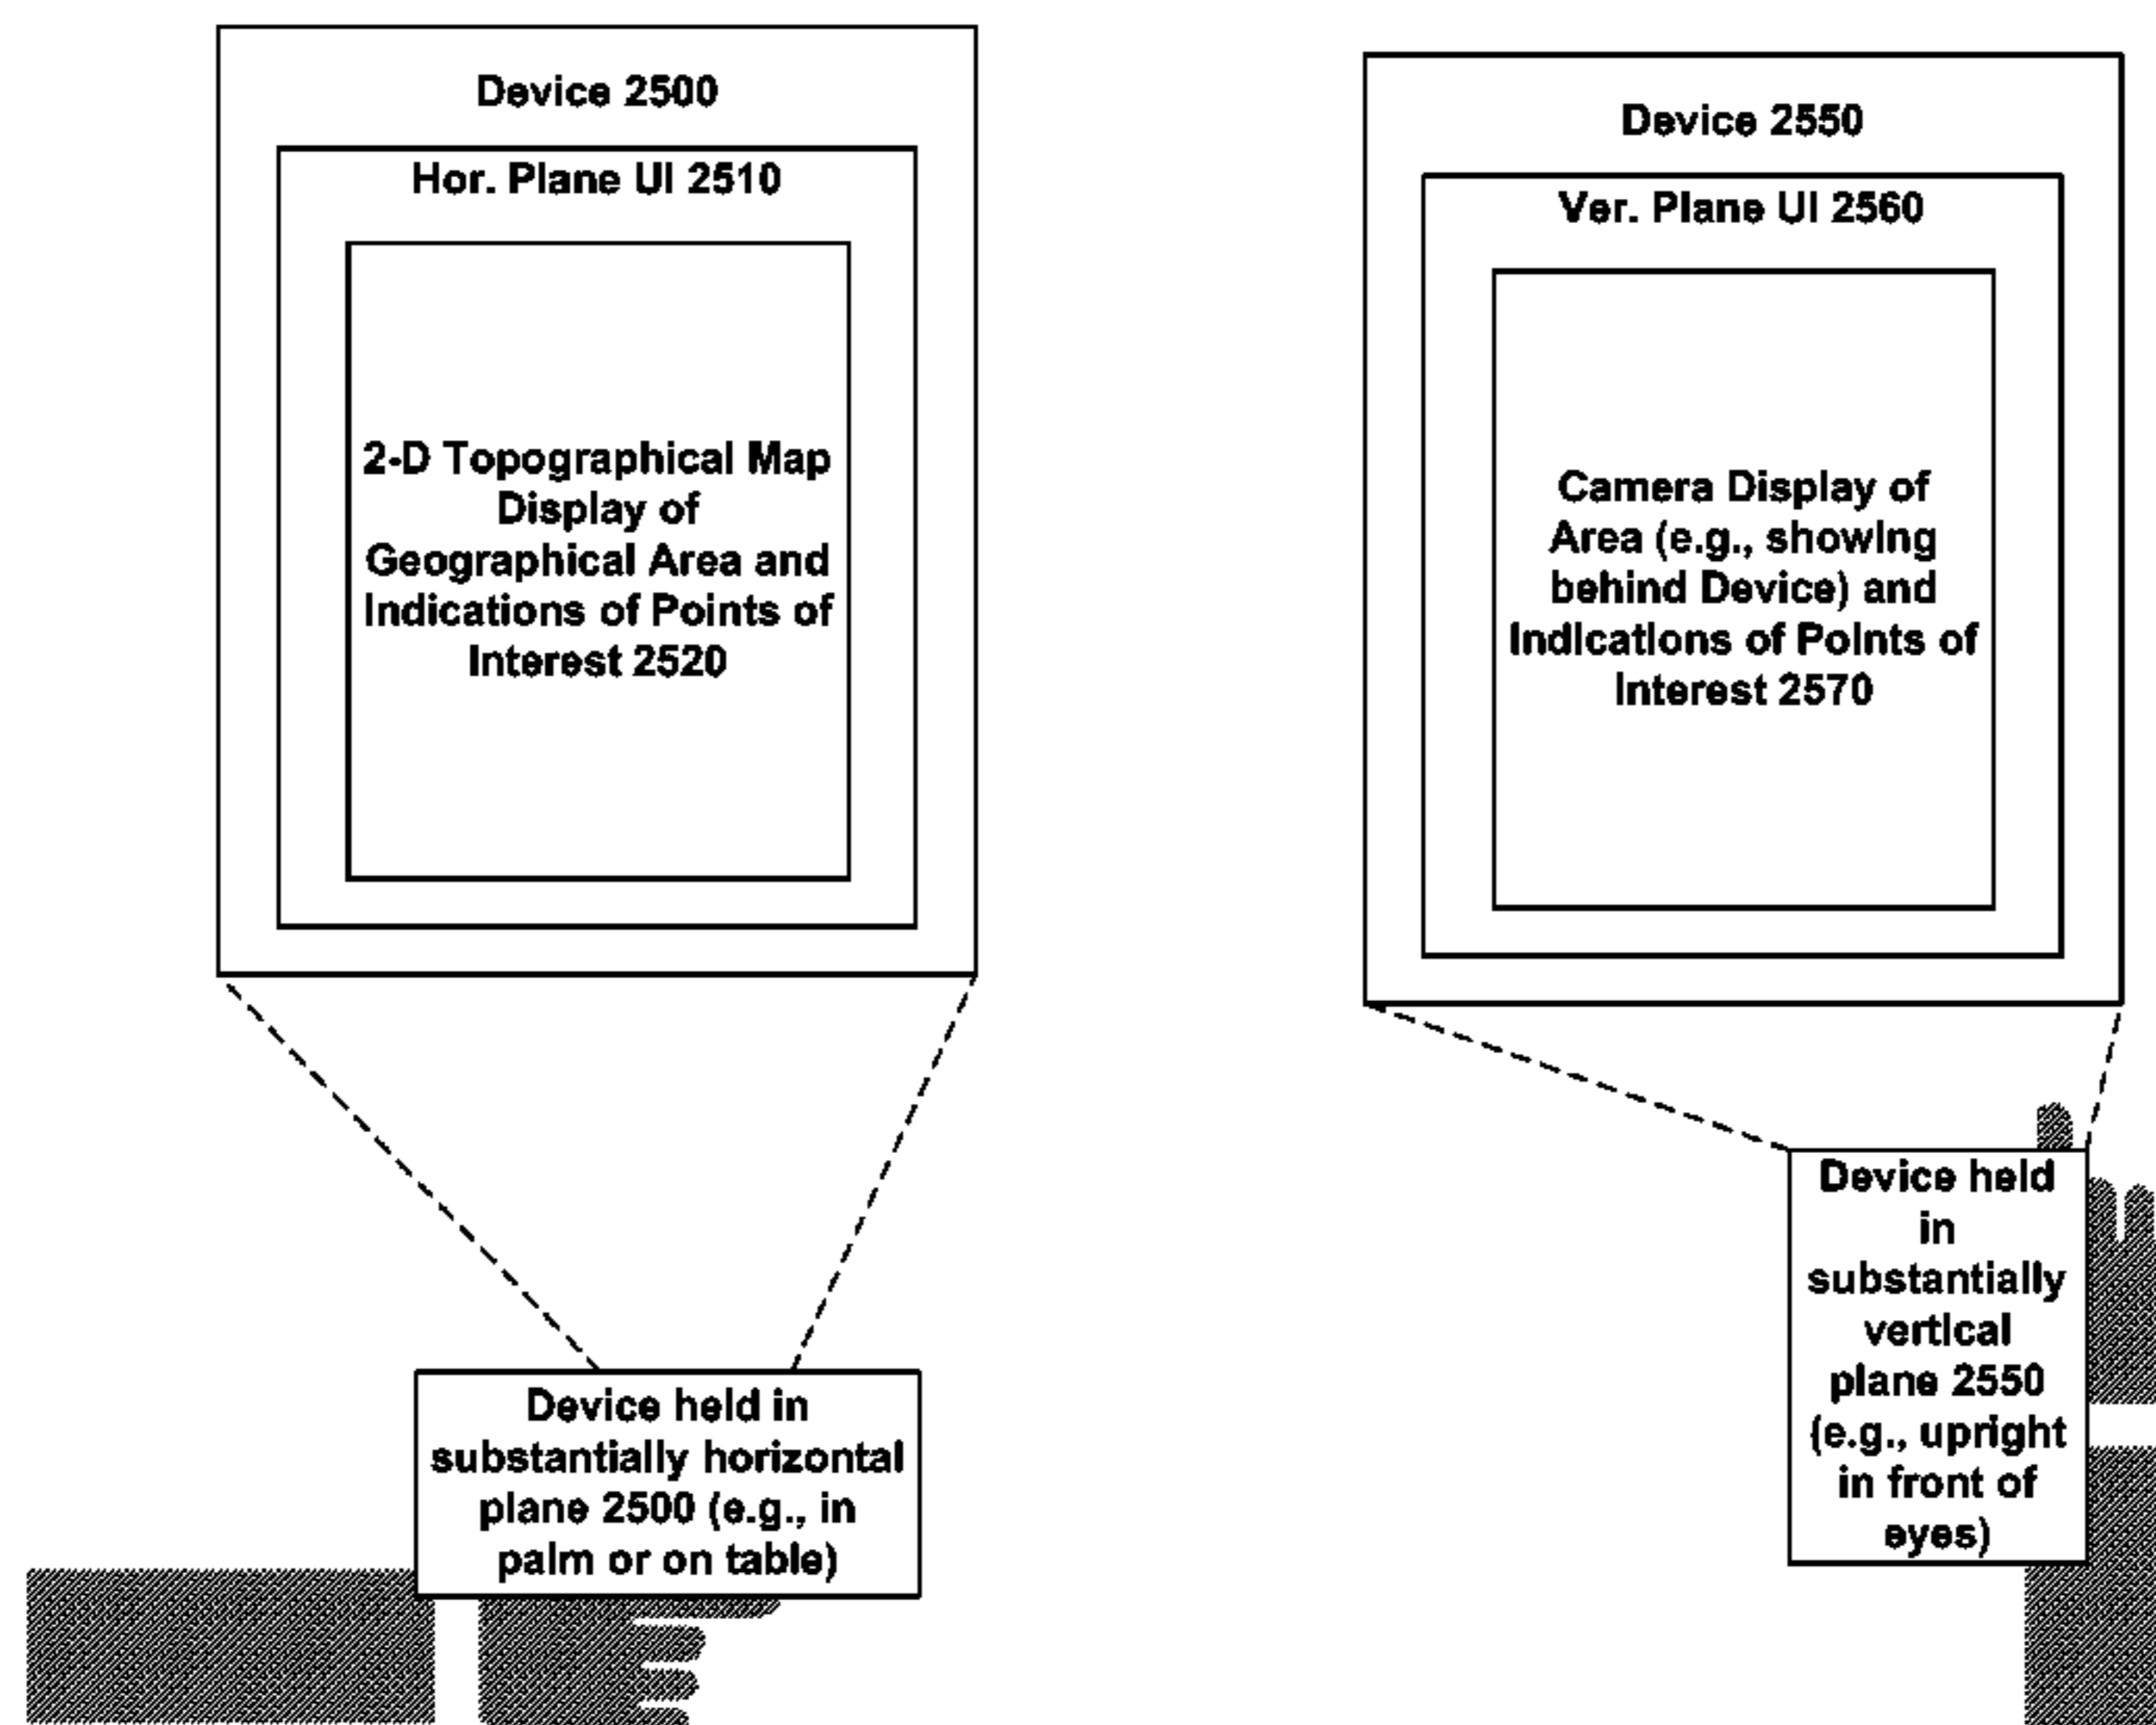 Device 2500
Hor. Plane UI 2510
2-D Topographical Map
Display of
Geographical Area and
Indications of Points of
Interest 2520
Device held in
substantially horizontal
plane 2500 (e.g., in
palm or on table)
Device 2550
Ver. Plane UI 2560
Camera Display of
Area (e.g., showing
behind Device) and
Indications of Points of
Interest 2570
Device held
in
substantially
vertical
plane 2550
(e.g., upright
in front of
eyes)